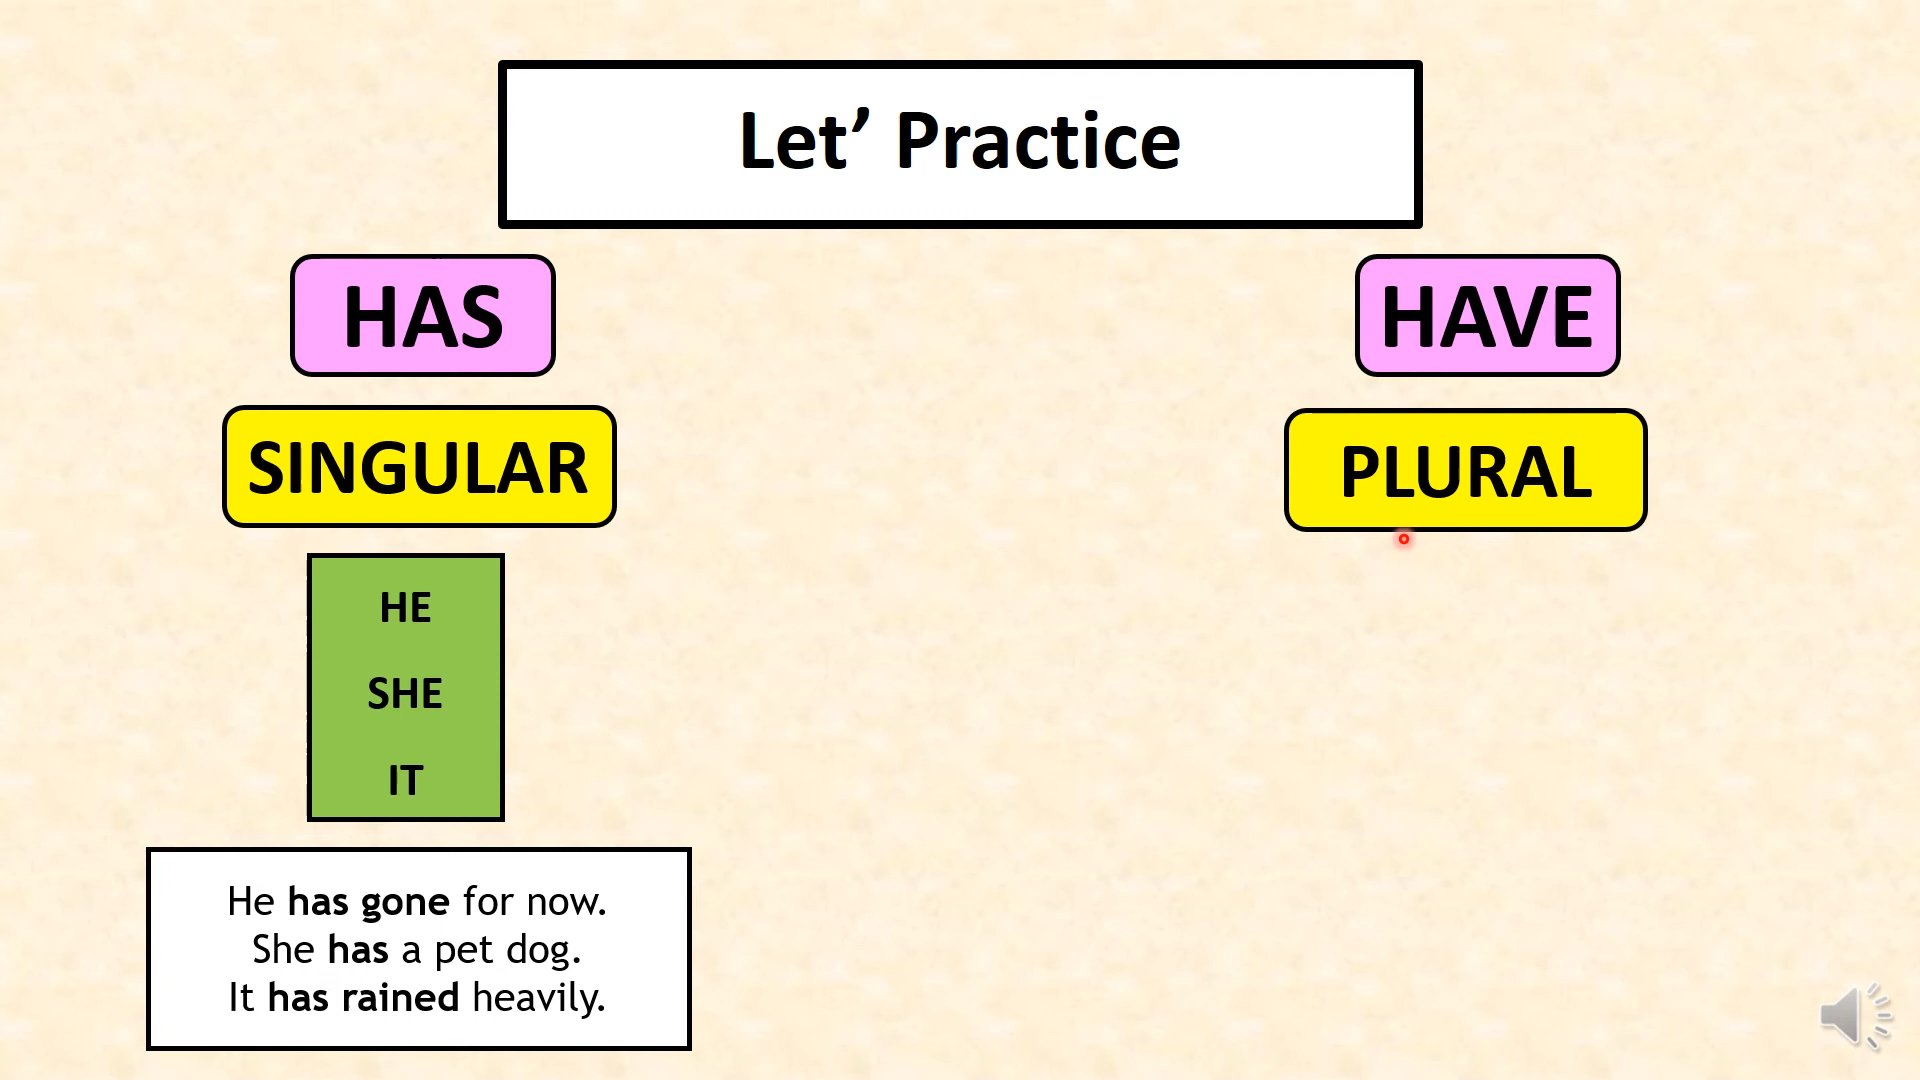 Let’ Practice
HAS
HAVE
SINGULAR
PLURAL
HE
SHE
IT
He has gone for now.
She has a pet dog.
It has rained heavily.